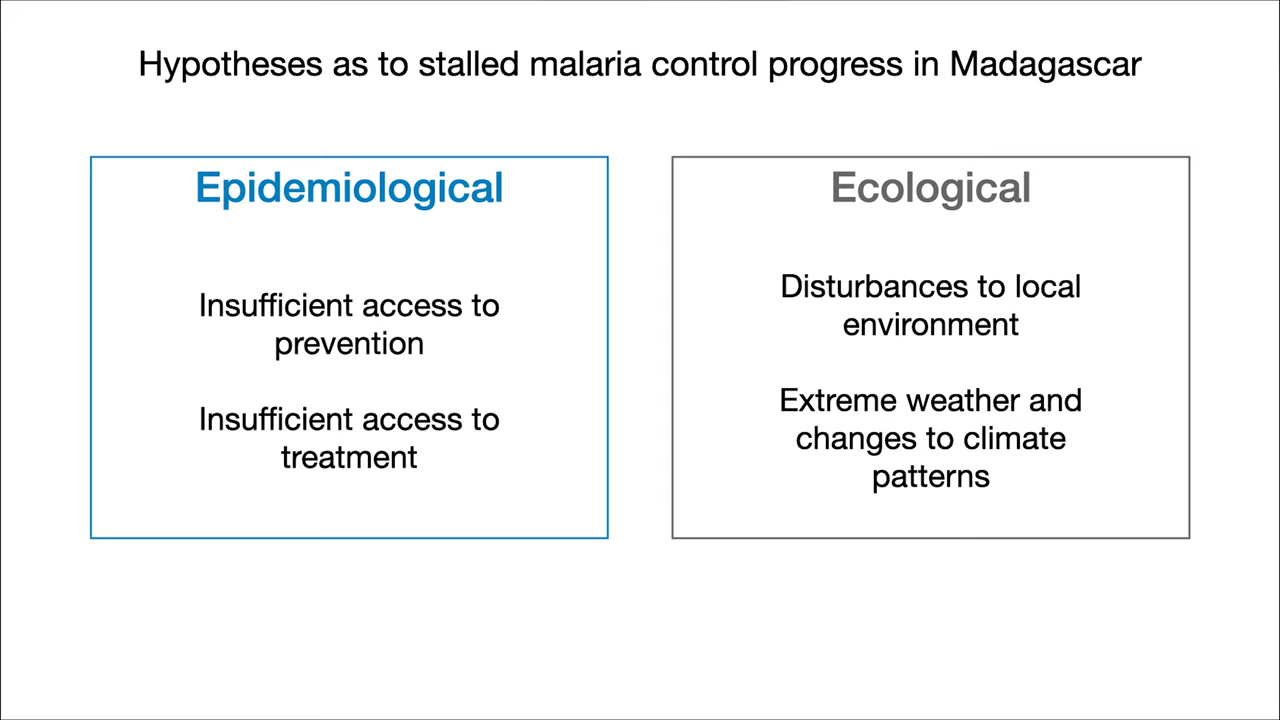 Hypotheses as to stalled malaria control progress in Madagascar
Epidemiological
Insufficient access to
prevention
Insufficient access to
treatment
Ecological
Disturbances to local
environment
Extreme weather and
changes to climate
patterns